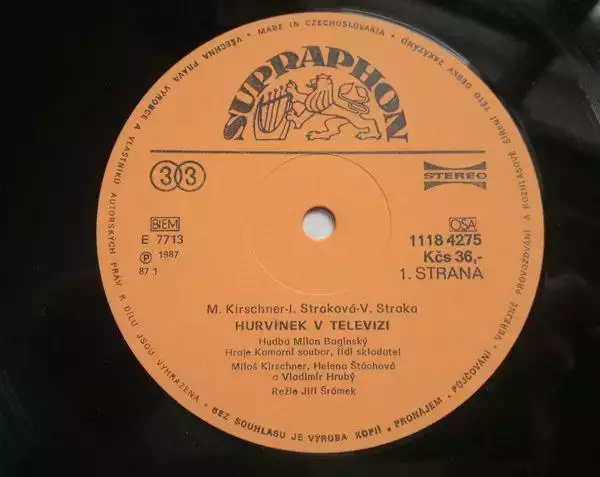 MADE IN CZECHOSLOVAKIA • VŠECHNA PRÁVA VÝROBCE A VLASTNÍKŮ AUTORSKÝCH PRÁV K DÍLU JSOU VYHRAZENA • BEZ SOUHLASU JE VÝROBA KOPIÍ • PRONÁJEM • PŮJČOVÁNÍ • VEŘEJNÉ PROVOZOVÁNÍ A ROZHLASOVÉ ŠÍŘENÍ TÉTO DESKY ZAKÁZÁNO
SUPRAPHON
33
STEREO
BIEM
OSA
E 7713
1118 4275
Ⓟ 1987
Kčs 36,-
87 1
1. STRANA
M. Kirschner-I. Straková-V. Straka
HURVÍNEK V TELEVIZI
Hudba Milan Baginský
Hraje Komorní soubor, řídí skladatel
Miloš Kirschner, Helena Štáchová
a Vladimír Hrubý
Režie Jiří Šrámek